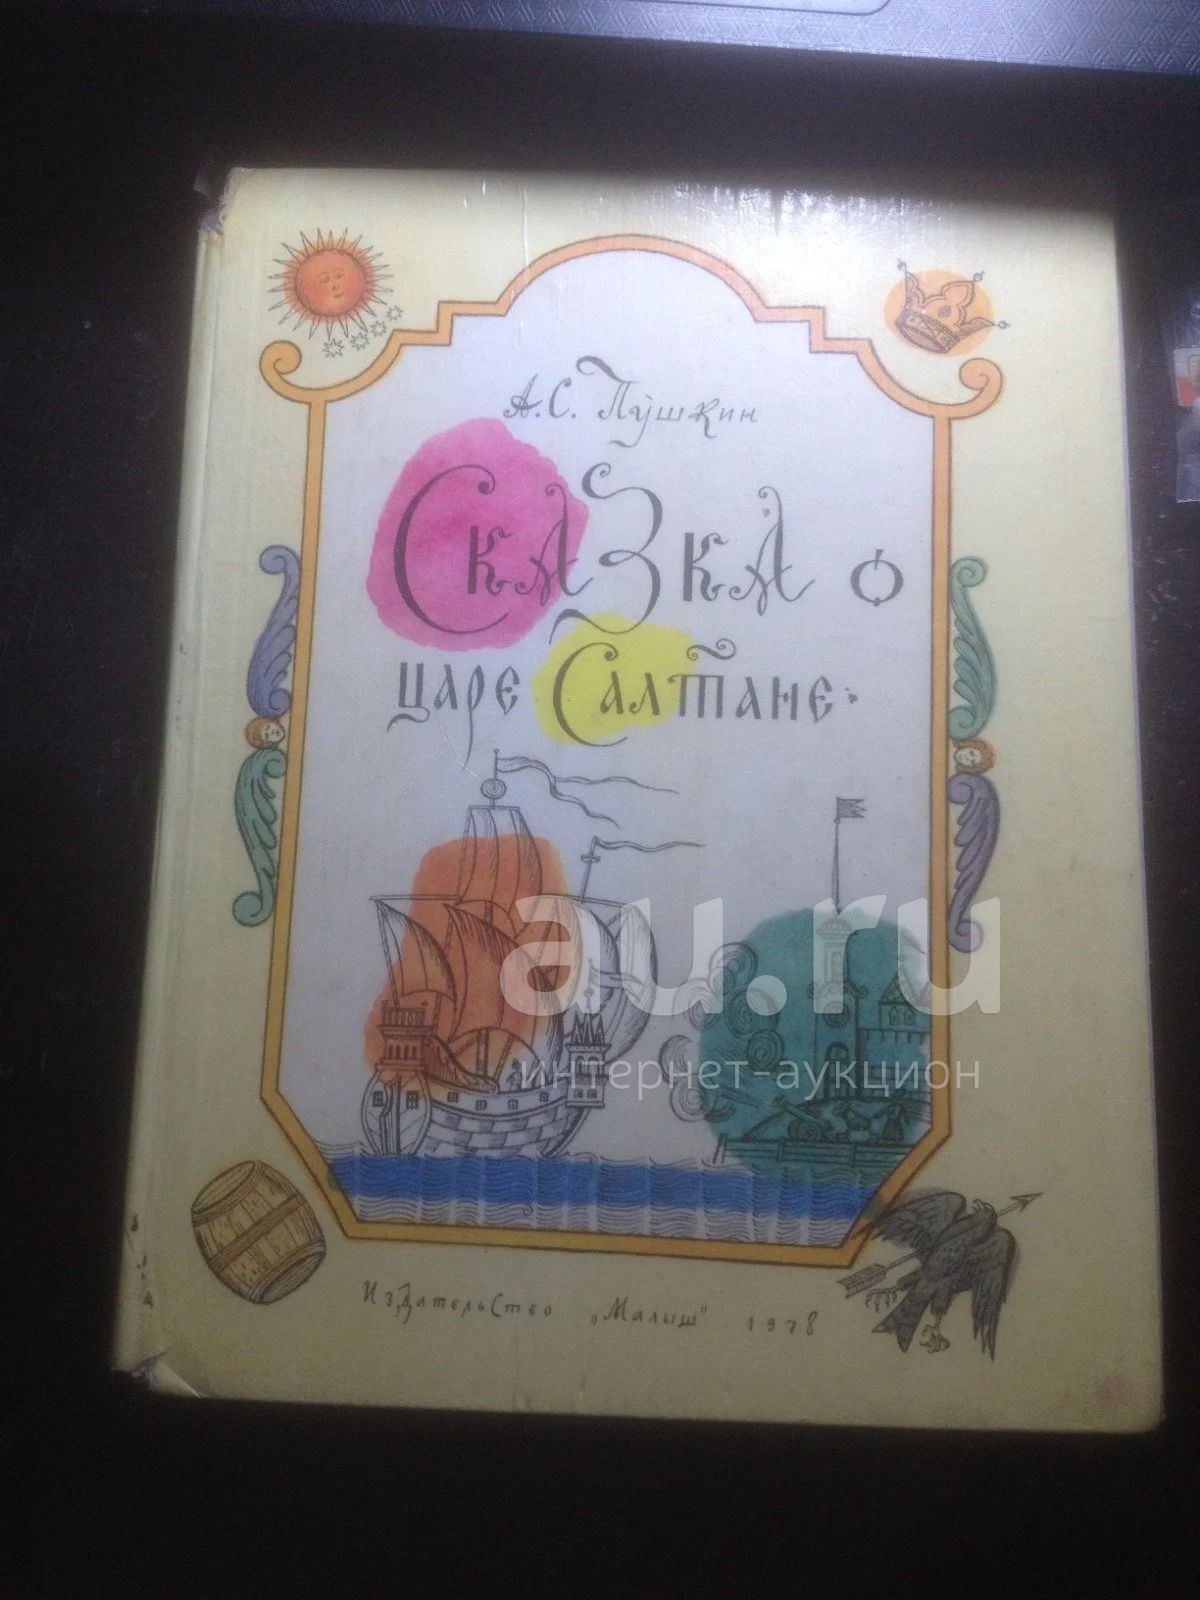 А.С. Пушкин
Сказка о
царе Салтане.
au.ru
интернет-аукцион
Издательство „Малыш" 1978